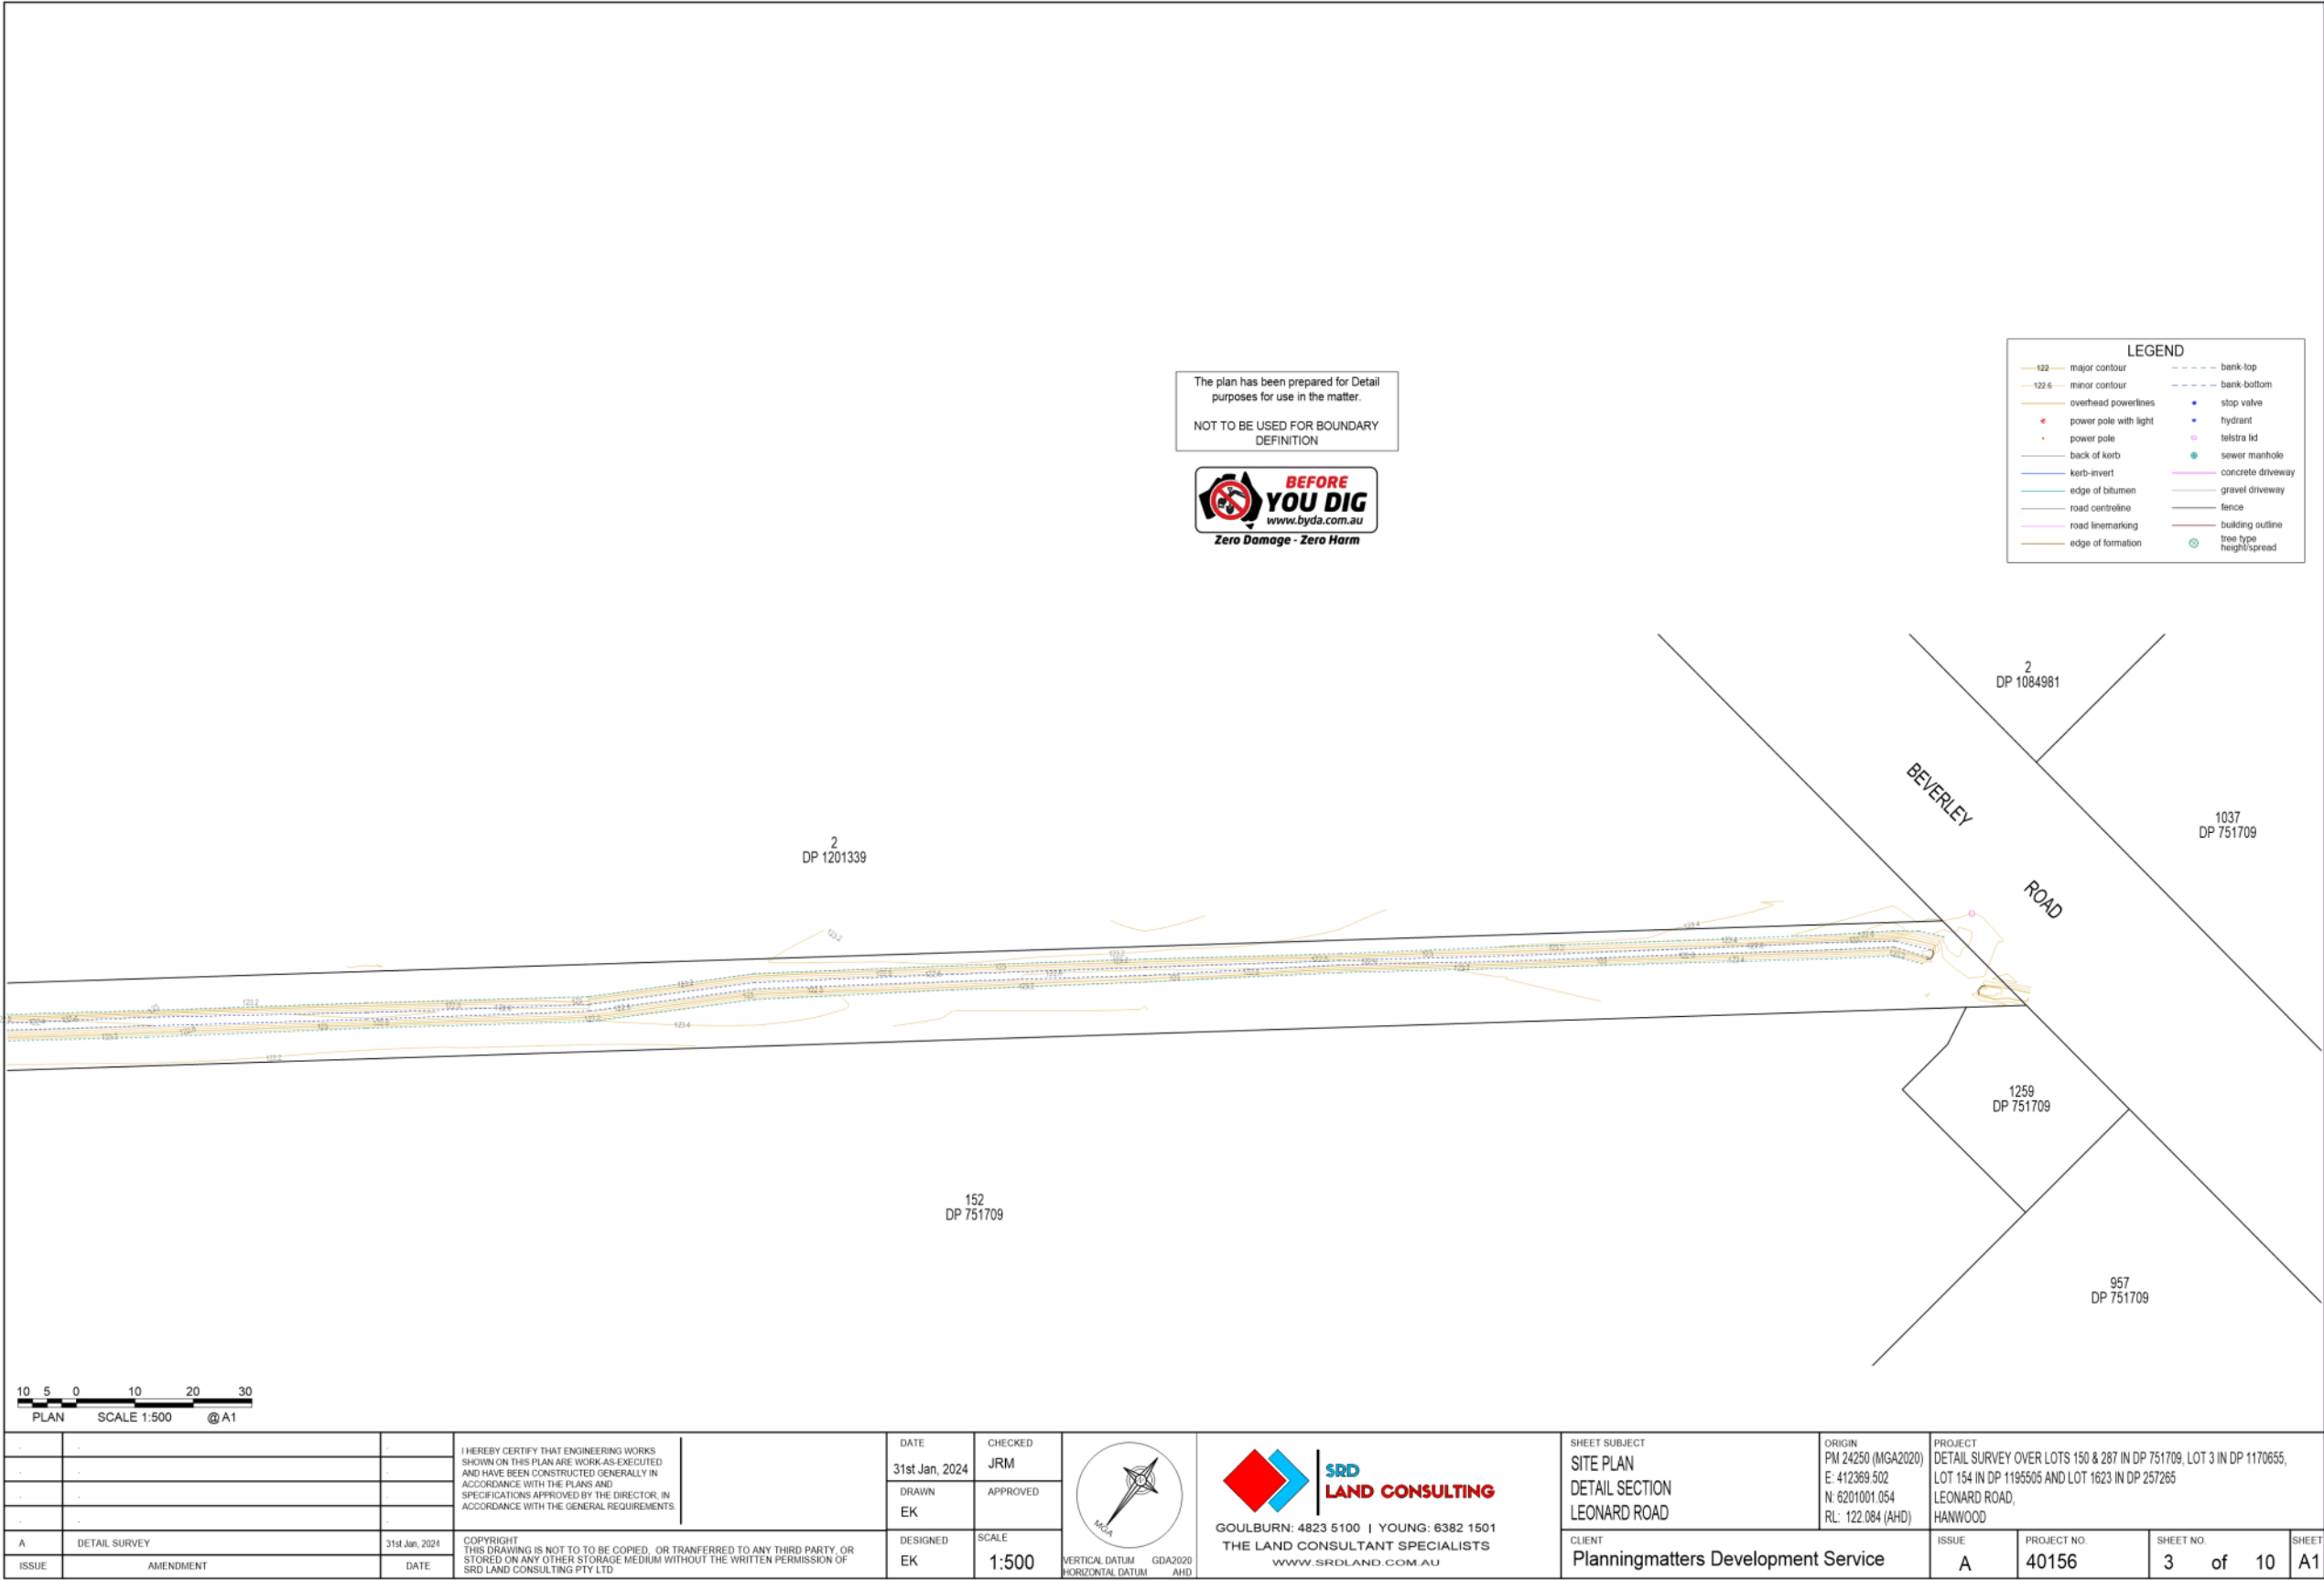 The plan has been prepared for Detail
purposes for use in the matter.
NOT TO BE USED FOR BOUNDARY
DEFINITION
BEFORE
YOU DIG
www.byda.com.au
Zero Damage - Zero Harm
LEGEND
122 major contour
122.6 minor contour
overhead powerlines
power pole with light
power pole
back of kerb
kerb-invert
edge of bitumen
road centreline
road linemarking
edge of formation
bank-top
bank-bottom
stop valve
hydrant
telstra lid
sewer manhole
concrete driveway
gravel driveway
fence
building outline
tree type
height/spread
2
DP 1084981
BEVERLEY
ROAD
1037
DP 751709
2
DP 1201339
123.2
123.4
123.2
123.4
123.2
1259
DP 751709
152
DP 751709
957
DP 751709
10 5 0 10 20 30
PLAN SCALE 1:500 @ A1
A DETAIL SURVEY 31st Jan, 2024
ISSUE AMENDMENT DATE
I HEREBY CERTIFY THAT ENGINEERING WORKS
SHOWN ON THIS PLAN ARE WORK-AS-EXECUTED
AND HAVE BEEN CONSTRUCTED GENERALLY IN
ACCORDANCE WITH THE PLANS AND
SPECIFICATIONS APPROVED BY THE DIRECTOR, IN
ACCORDANCE WITH THE GENERAL REQUIREMENTS.
COPYRIGHT
THIS DRAWING IS NOT TO TO BE COPIED, OR TRANFERRED TO ANY THIRD PARTY, OR
STORED ON ANY OTHER STORAGE MEDIUM WITHOUT THE WRITTEN PERMISSION OF
SRD LAND CONSULTING PTY LTD
DATE
31st Jan, 2024
CHECKED
JRM
DRAWN
EK
APPROVED
DESIGNED
EK
SCALE
1:500
MGA
VERTICAL DATUM GDA2020
HORIZONTAL DATUM AHD
SRD
LAND CONSULTING
GOULBURN: 4823 5100 | YOUNG: 6382 1501
THE LAND CONSULTANT SPECIALISTS
WWW.SRDLAND.COM.AU
SHEET SUBJECT
SITE PLAN
DETAIL SECTION
LEONARD ROAD
ORIGIN
PM 24250 (MGA2020)
E: 412369.502
N: 6201001.054
RL: 122.084 (AHD)
PROJECT
DETAIL SURVEY OVER LOTS 150 & 287 IN DP 751709, LOT 3 IN DP 1170655,
LOT 154 IN DP 1195505 AND LOT 1623 IN DP 257265
LEONARD ROAD,
HANWOOD
CLIENT
Planningmatters Development Service
ISSUE
A
PROJECT NO.
40156
SHEET NO.
3 of 10
SHEET
A1